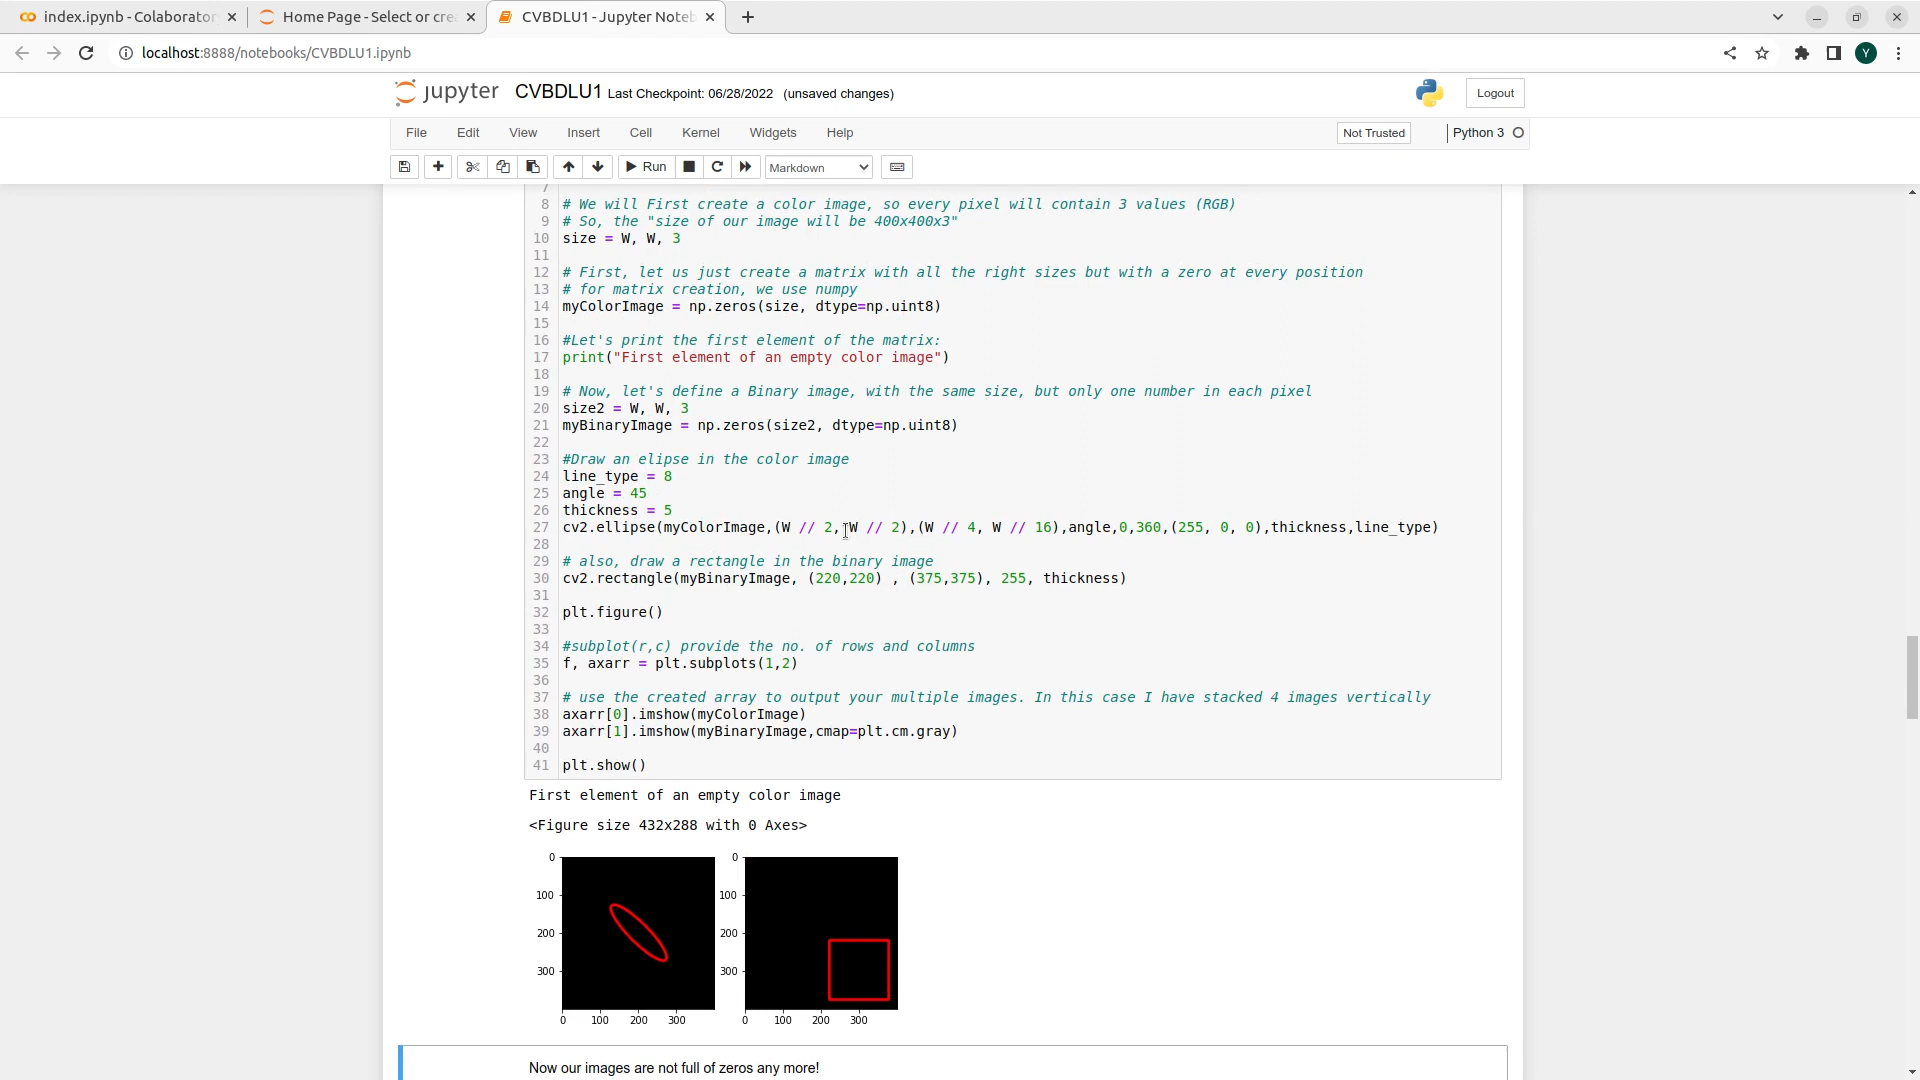 index.ipynb - Colaborator
Home Page - Select or cre
CVBDLU1 - Jupyter Noteb
localhost:8888/notebooks/CVBDLU1.ipynb
Y
jupyter CVBDLU1 Last Checkpoint: 06/28/2022 (unsaved changes)
Logout
File Edit View Insert Cell Kernel Widgets Help
Not Trusted
Python 3
Run
Markdown
7
8 # We will First create a color image, so every pixel will contain 3 values (RGB)
9 # So, the "size of our image will be 400x400x3"
10 size = W, W, 3
11
12 # First, let us just create a matrix with all the right sizes but with a zero at every position
13 # for matrix creation, we use numpy
14 myColorImage = np.zeros(size, dtype=np.uint8)
15
16 #Let's print the first element of the matrix:
17 print("First element of an empty color image")
18
19 # Now, let's define a Binary image, with the same size, but only one number in each pixel
20 size2 = W, W, 3
21 myBinaryImage = np.zeros(size2, dtype=np.uint8)
22
23 #Draw an elipse in the color image
24 line_type = 8
25 angle = 45
26 thickness = 5
27 cv2.ellipse(myColorImage,(W // 2, W // 2),(W // 4, W // 16),angle,0,360,(255, 0, 0),thickness,line_type)
28
29 # also, draw a rectangle in the binary image
30 cv2.rectangle(myBinaryImage, (220,220) , (375,375), 255, thickness)
31
32 plt.figure()
33
34 #subplot(r,c) provide the no. of rows and columns
35 f, axarr = plt.subplots(1,2)
36
37 # use the created array to output your multiple images. In this case I have stacked 4 images vertically
38 axarr[0].imshow(myColorImage)
39 axarr[1].imshow(myBinaryImage,cmap=plt.cm.gray)
40
41 plt.show()
First element of an empty color image
<Figure size 432x288 with 0 Axes>
0
100
200
300
0 100 200 300
0
100
200
300
0 100 200 300
Now our images are not full of zeros any more!